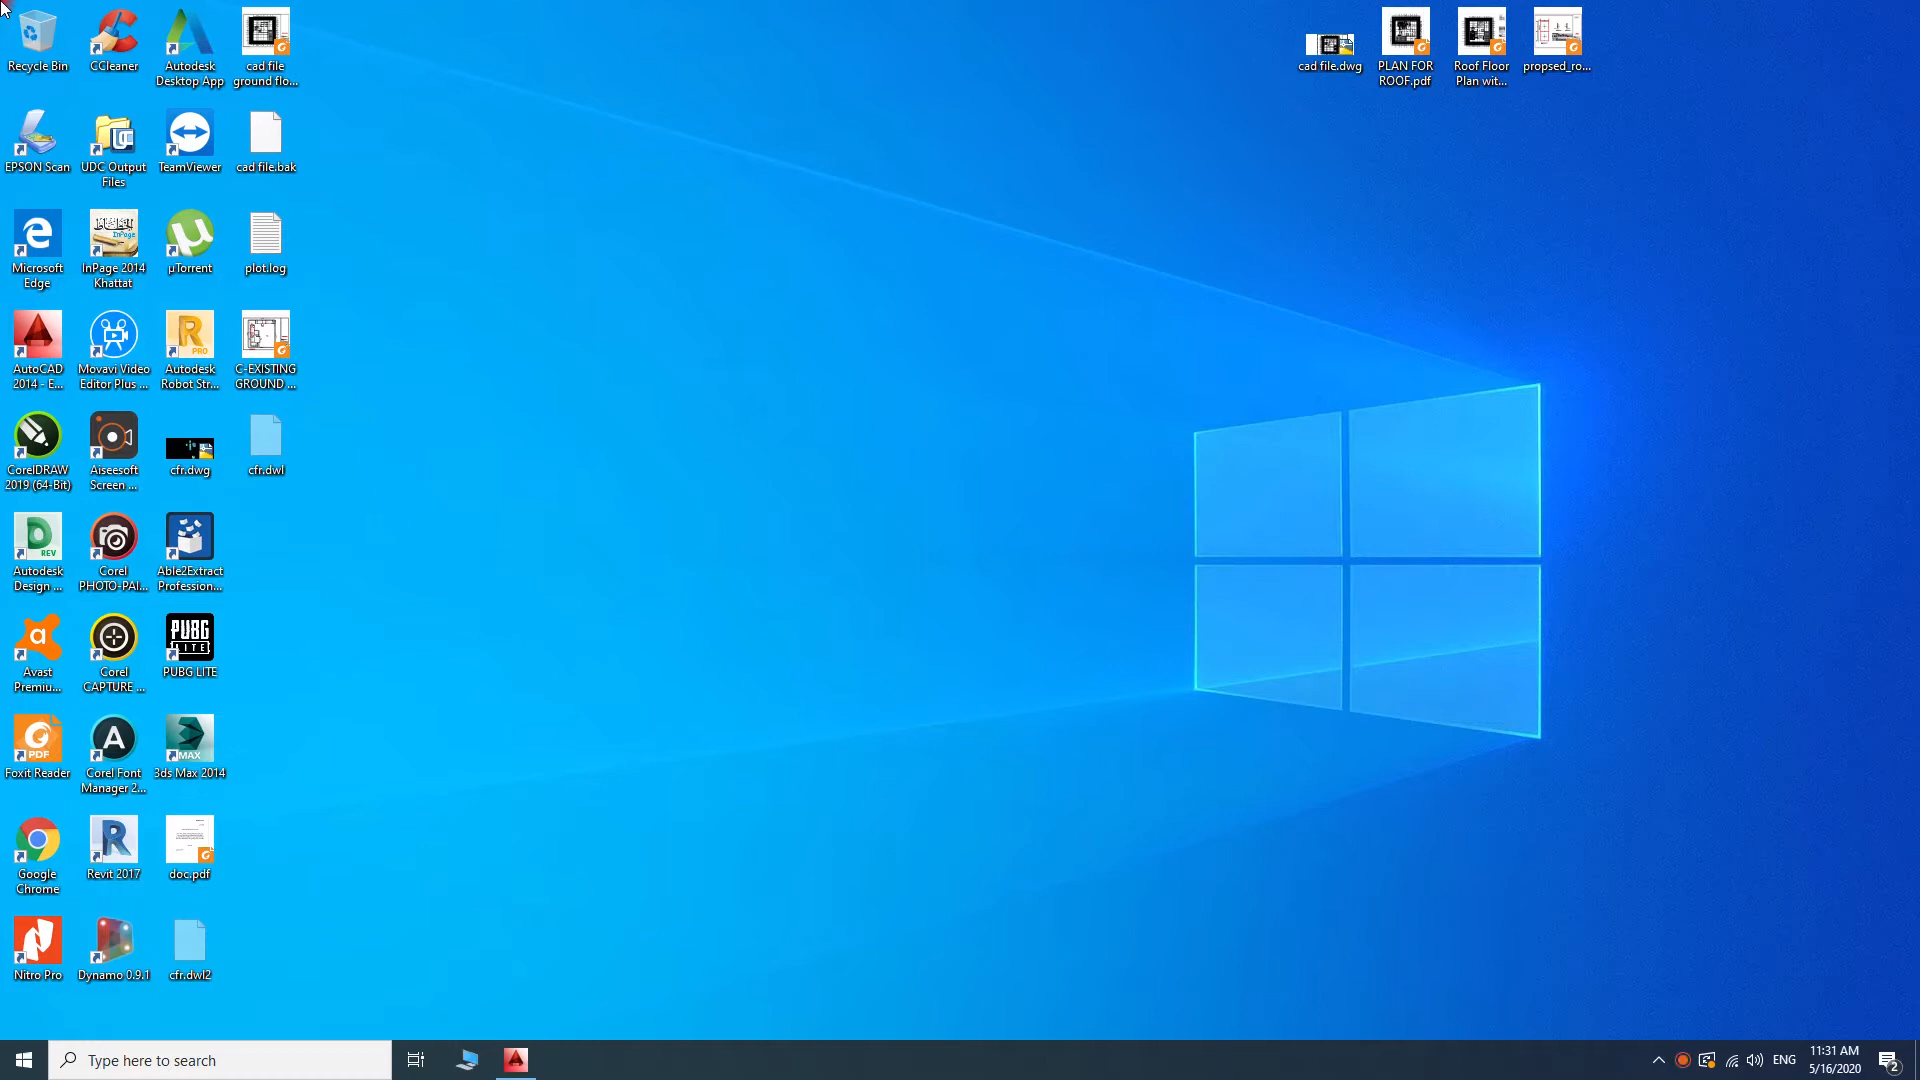 Recycle Bin
CCleaner
Autodesk
Desktop App
cad file
ground flo...
EPSON Scan
UDC Output
Files
TeamViewer
cad file.bak
Microsoft
Edge
InPage 2014
Khattat
µTorrent
plot.log
AutoCAD
2014 - E...
Movavi Video
Editor Plus ...
Autodesk
Robot Str...
C-EXISTING
GROUND ...
CorelDRAW
2019 (64-Bit)
Aiseesoft
Screen ...
cfr.dwg
cfr.dwl
Autodesk
Design ...
Corel
PHOTO-PAI...
Able2Extract
Profession...
Avast
Premiu...
Corel
CAPTURE ...
PUBG LITE
Foxit Reader
Corel Font
Manager 2...
3ds Max 2014
Google
Chrome
Revit 2017
doc.pdf
Nitro Pro
Dynamo 0.9.1
cfr.dwl2
cad file.dwg
PLAN FOR
ROOF.pdf
Roof Floor
Plan wit...
propsed_ro...
Type here to search
ENG
11:31 AM
5/16/2020
2